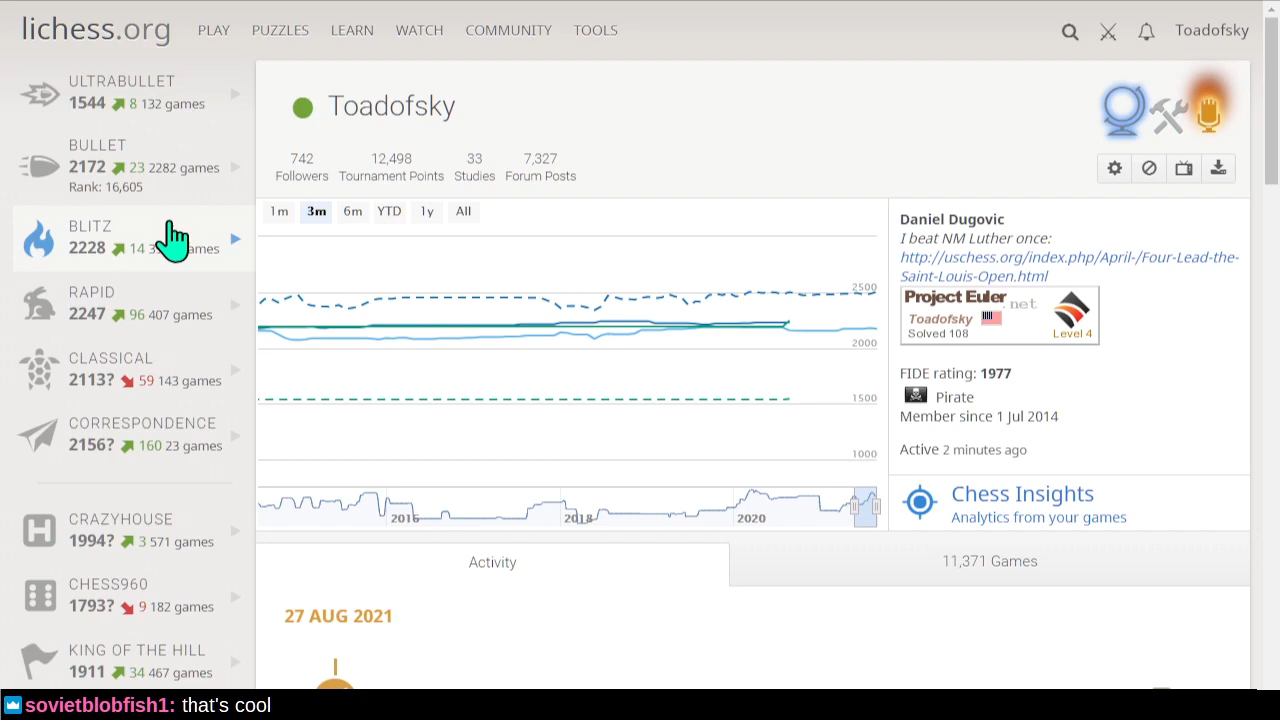 lichess.org PLAY PUZZLES LEARN WATCH COMMUNITY TOOLS Toadofsky
ULTRABULLET
1544 8 132 games
BULLET
2172 23 2282 games
Rank: 16,605
BLITZ
2228 14 3 ames
RAPID
2247 96 407 games
CLASSICAL
2113? 59 143 games
CORRESPONDENCE
2156? 160 23 games
CRAZYHOUSE
1994? 3 571 games
CHESS960
1793? 9 182 games
KING OF THE HILL
1911 34 467 games
Toadofsky
742 12,498 33 7,327
Followers Tournament Points Studies Forum Posts
1m 3m 6m YTD 1y All
2500
2000
1500
1000
2016 2018 2020
Daniel Dugovic
I beat NM Luther once:
http://uschess.org/index.php/April-/Four-Lead-the-
Saint-Louis-Open.html
Project Euler.net
Toadofsky
Solved 108 Level 4
FIDE rating: 1977
Pirate
Member since 1 Jul 2014
Active 2 minutes ago
Chess Insights
Analytics from your games
Activity 11,371 Games
27 AUG 2021
sovietblobfish1: that's cool